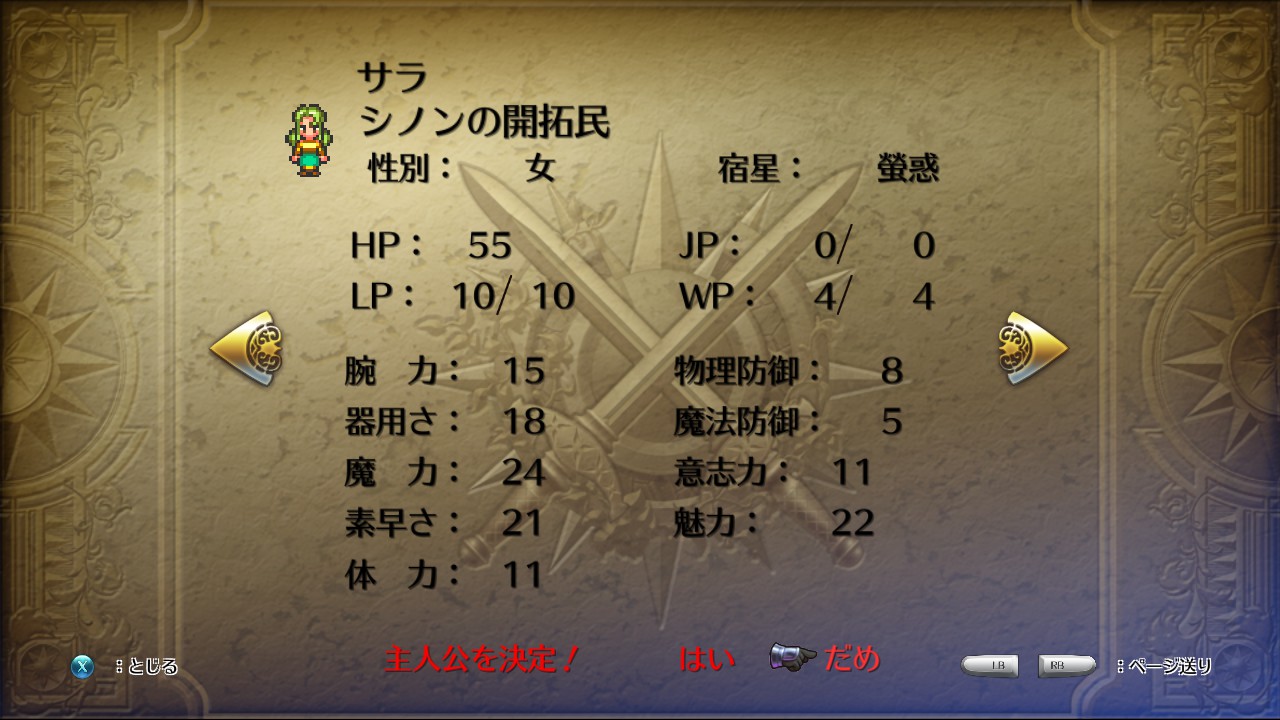 サラ
シノンの開拓民
性別： 女 宿星： 螢惑
HP： 55 JP： 0/ 0
LP： 10/ 10 WP： 4/ 4
腕 力： 15 物理防御： 8
器用さ： 18 魔法防御： 5
魔 力： 24 意志力： 11
素早さ： 21 魅力： 22
体 力： 11
主人公を決定！ はい だめ
X ：とじる LB RB ：ページ送り